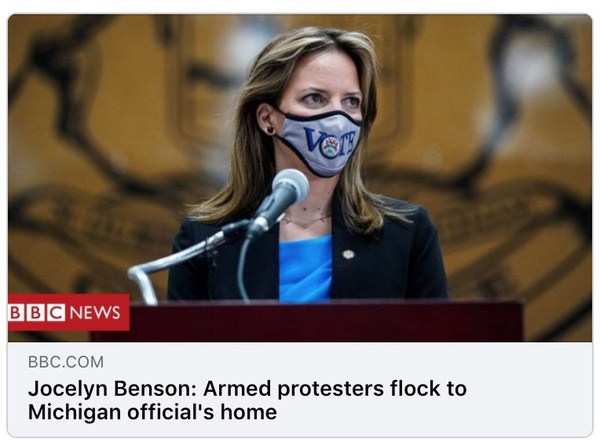 VOTE
BBC NEWS
BBC.COM
Jocelyn Benson: Armed protesters flock to
Michigan official's home